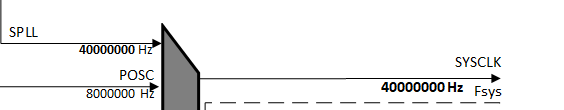 SPLL
40000000 Hz
POSC
8000000 Hz
SYSCLK
40000000 Hz
Fsys